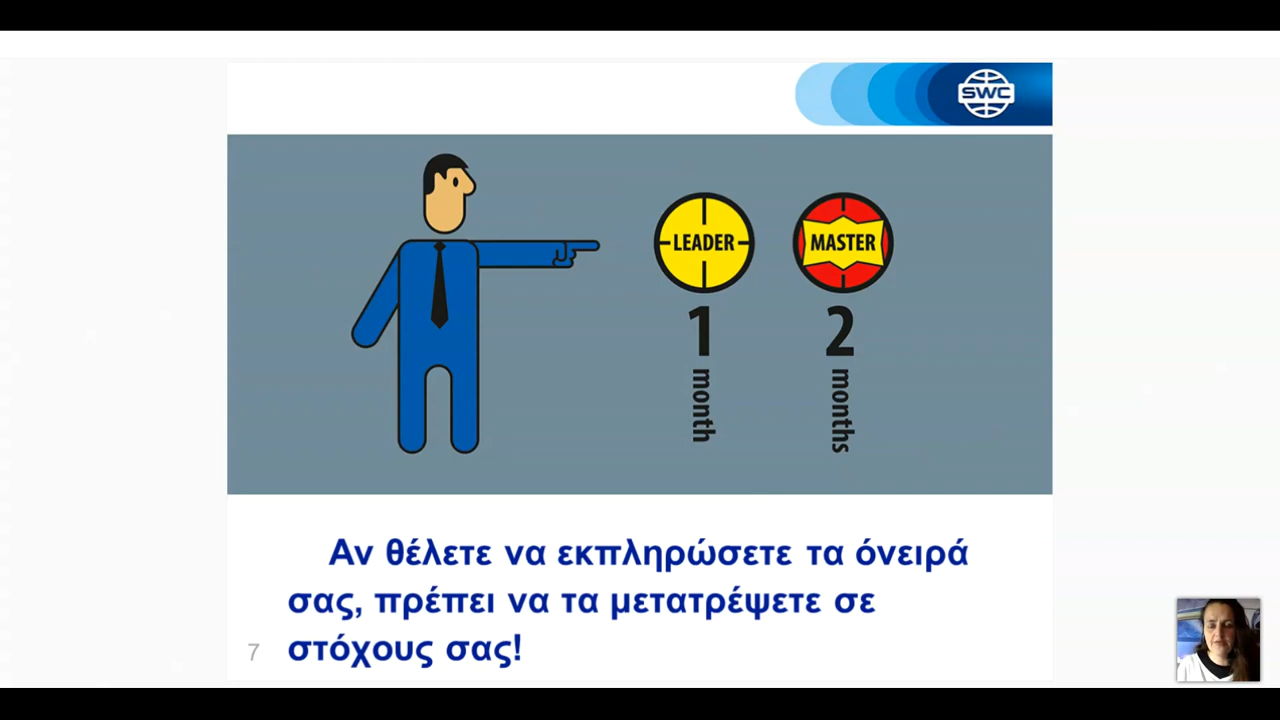 SWC
LEADER
MASTER
1
2
month
months
Αν θέλετε να εκπληρώσετε τα όνειρά
σας, πρέπει να τα μετατρέψετε σε
στόχους σας!
7